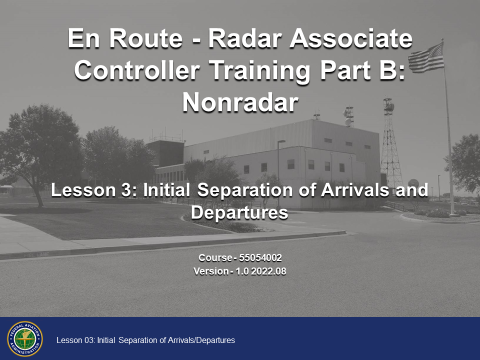 En Route - Radar Associate
Controller Training Part B:
Nonradar
Lesson 3: Initial Separation of Arrivals and
Departures
Course - 55054002
Version - 1.0 2022.08
Lesson 03: Initial Separation of Arrivals/Departures